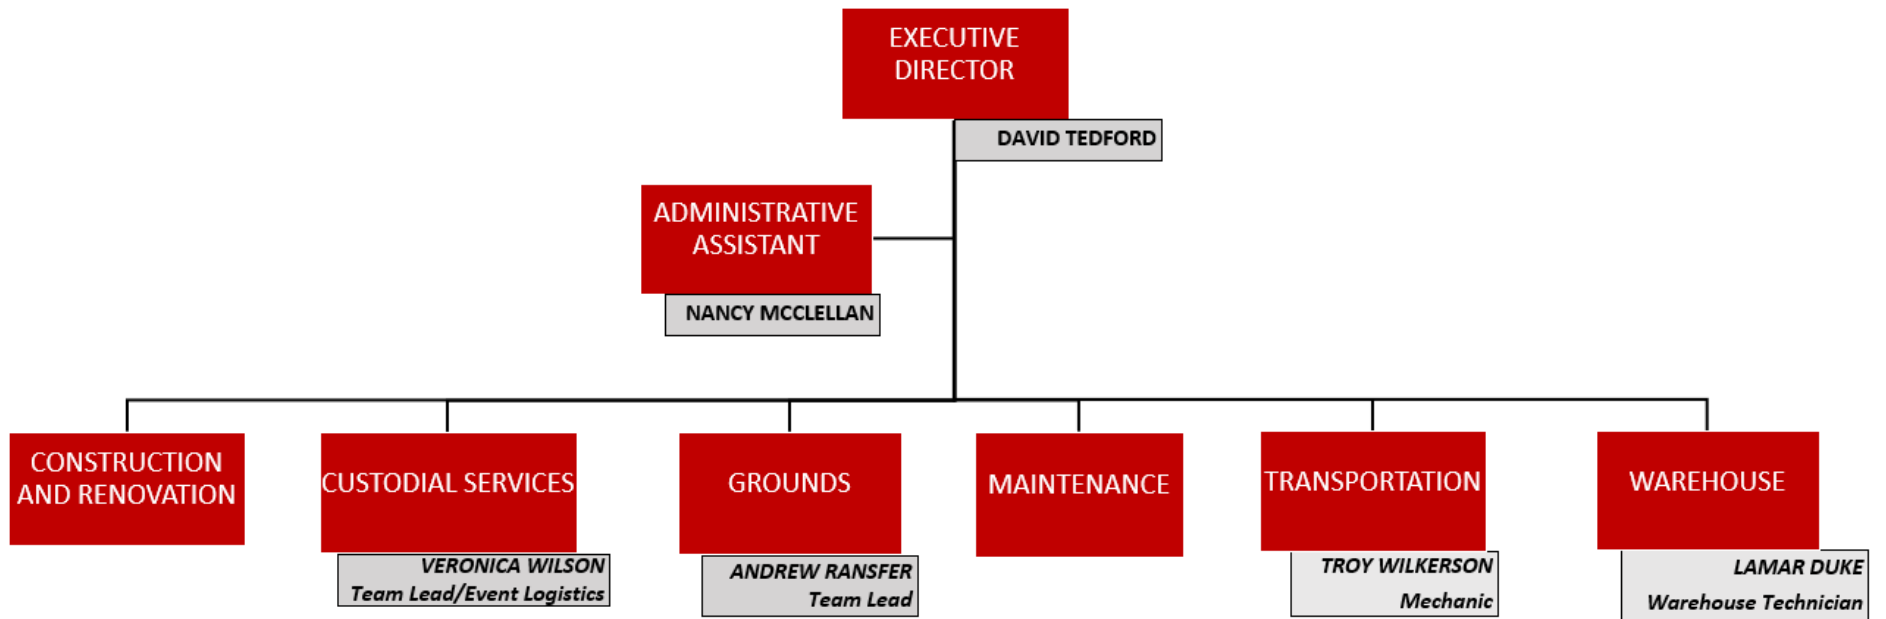 EXECUTIVE
DIRECTOR
DAVID TEDFORD
ADMINISTRATIVE
ASSISTANT
NANCY MCCLELLAN
CONSTRUCTION
AND RENOVATION
CUSTODIAL SERVICES
VERONICA WILSON
Team Lead/Event Logistics
GROUNDS
ANDREW RANSFER
Team Lead
MAINTENANCE
TRANSPORTATION
TROY WILKERSON
Mechanic
WAREHOUSE
LAMAR DUKE
Warehouse Technician